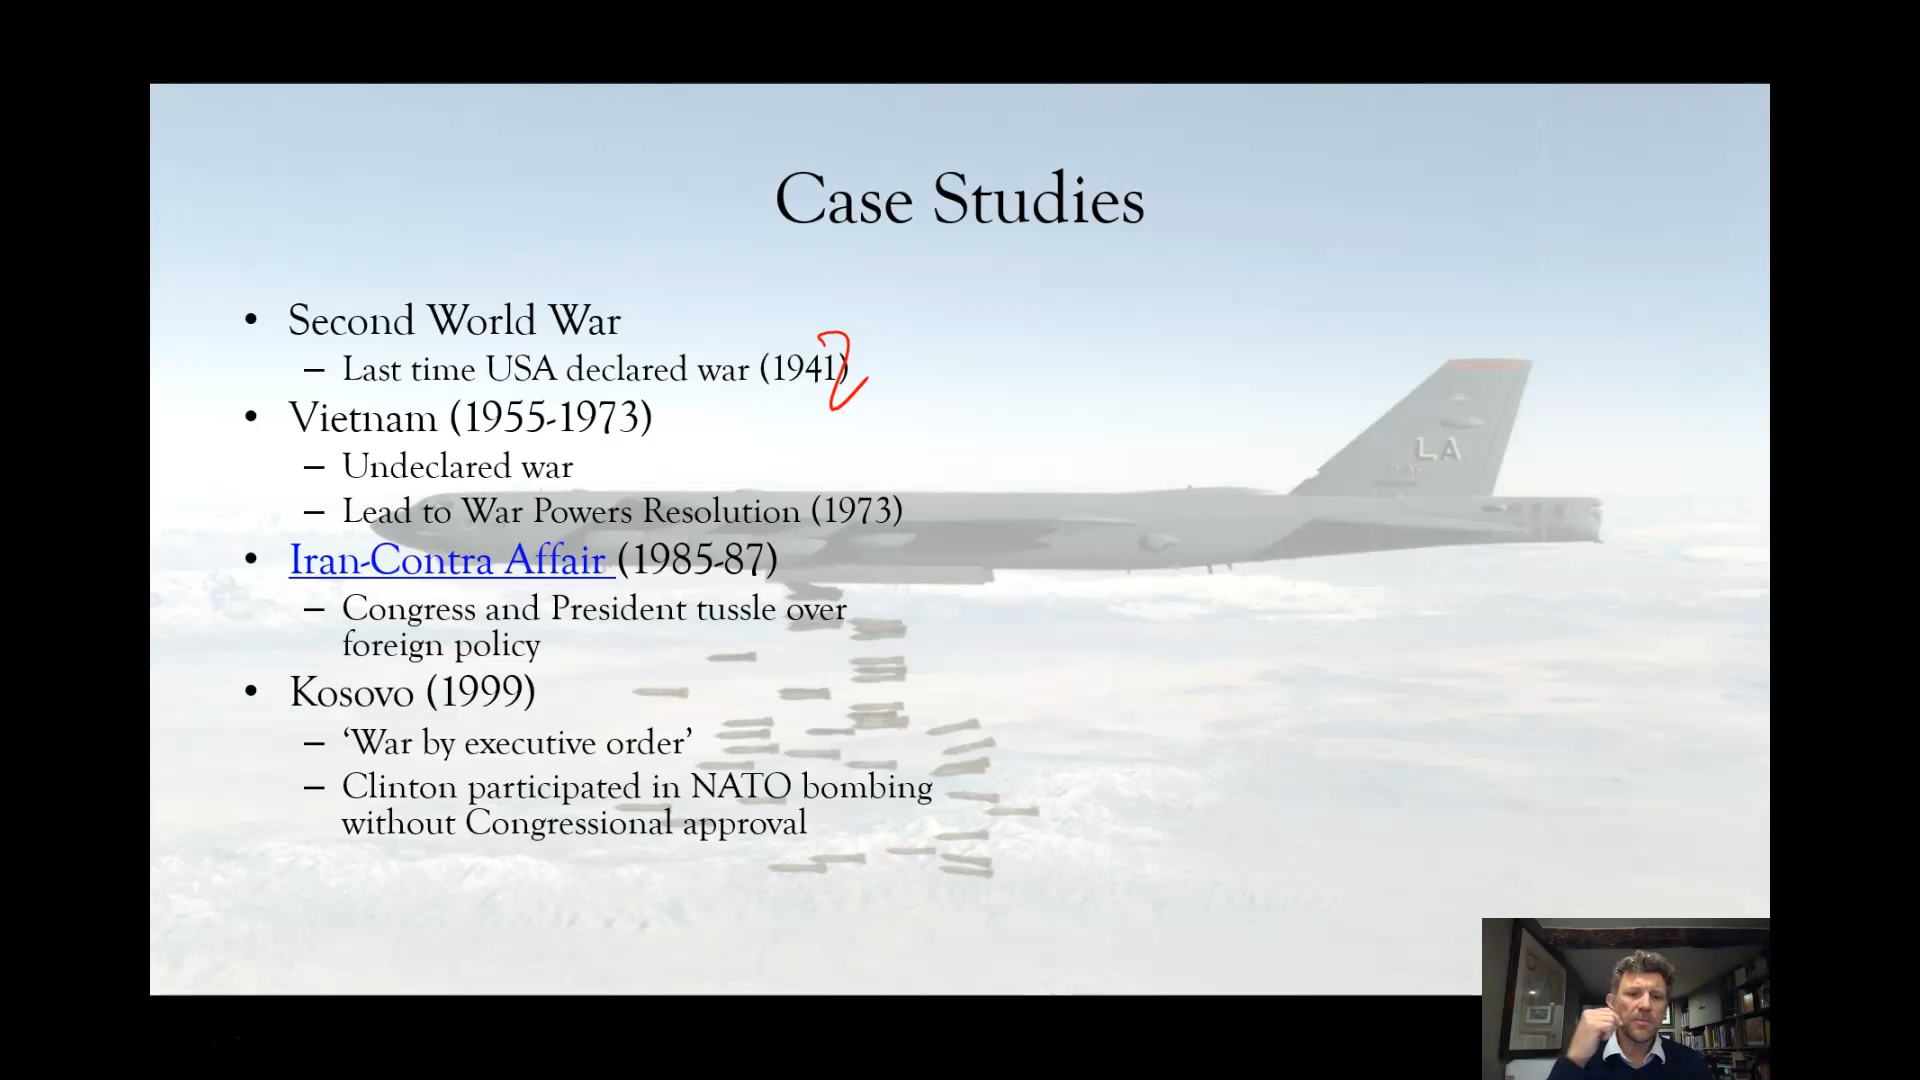 Case Studies
• Second World War
– Last time USA declared war (1941)
2
• Vietnam (1955-1973)
– Undeclared war
– Lead to War Powers Resolution (1973)
• Iran-Contra Affair (1985-87)
– Congress and President tussle over
foreign policy
• Kosovo (1999)
– ‘War by executive order’
– Clinton participated in NATO bombing
without Congressional approval
LA